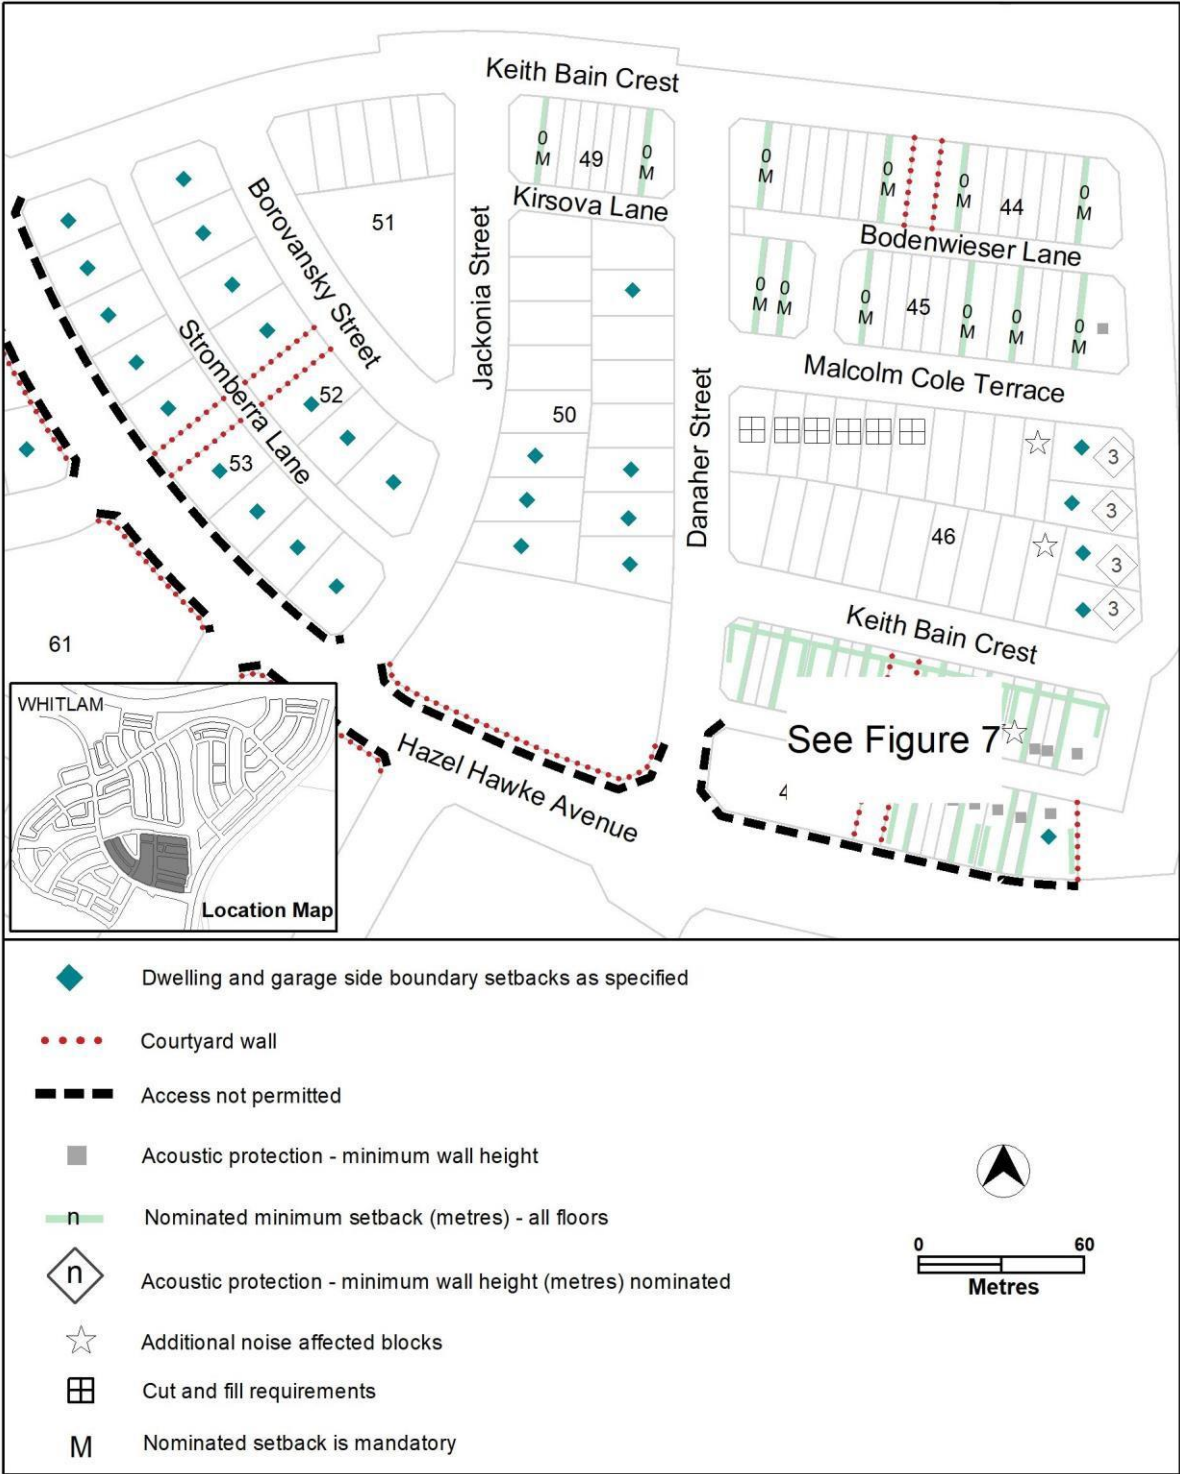 Keith Bain Crest
0
M
49
0
M
Kirsova Lane
0
M
0
M
0
M
44
0
M
Bodenwieser Lane
Borovansky Street
51
Jackonia Street
0
M
0
M
0
M
45
0
M
0
M
0
M
Malcolm Cole Terrace
Stromberra Lane
52
53
50
Danaher Street
3
3
46
3
3
Keith Bain Crest
61
See Figure 7
Hazel Hawke Avenue
WHITLAM
Location Map
Dwelling and garage side boundary setbacks as specified
Courtyard wall
Access not permitted
Acoustic protection - minimum wall height
n
Nominated minimum setback (metres) - all floors
n
Acoustic protection - minimum wall height (metres) nominated
Additional noise affected blocks
Cut and fill requirements
M
Nominated setback is mandatory
0
60
Metres